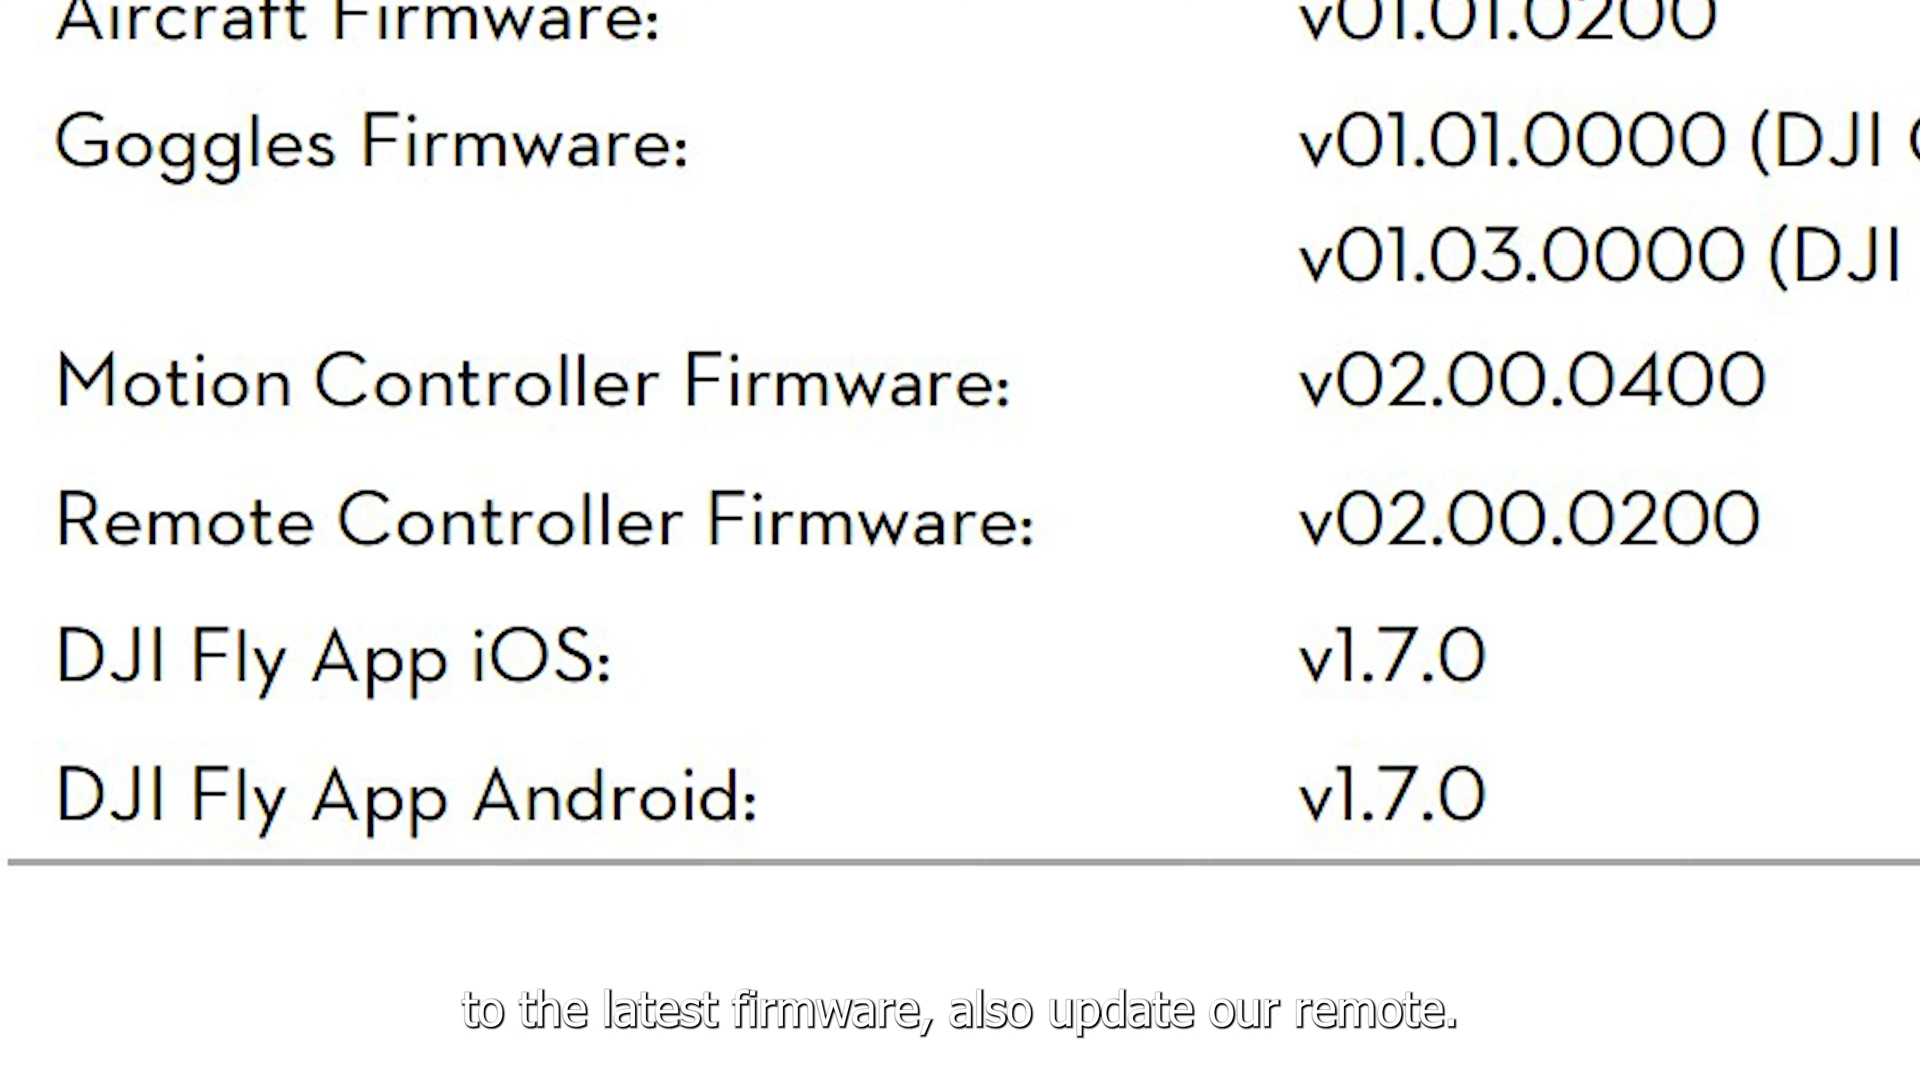 Aircraft Firmware: v01.01.0200
Goggles Firmware: v01.01.0000 (DJI
v01.03.0000 (DJI
Motion Controller Firmware: v02.00.0400
Remote Controller Firmware: v02.00.0200
DJI Fly App iOS: v1.7.0
DJI Fly App Android: v1.7.0
to the latest firmware, also update our remote.